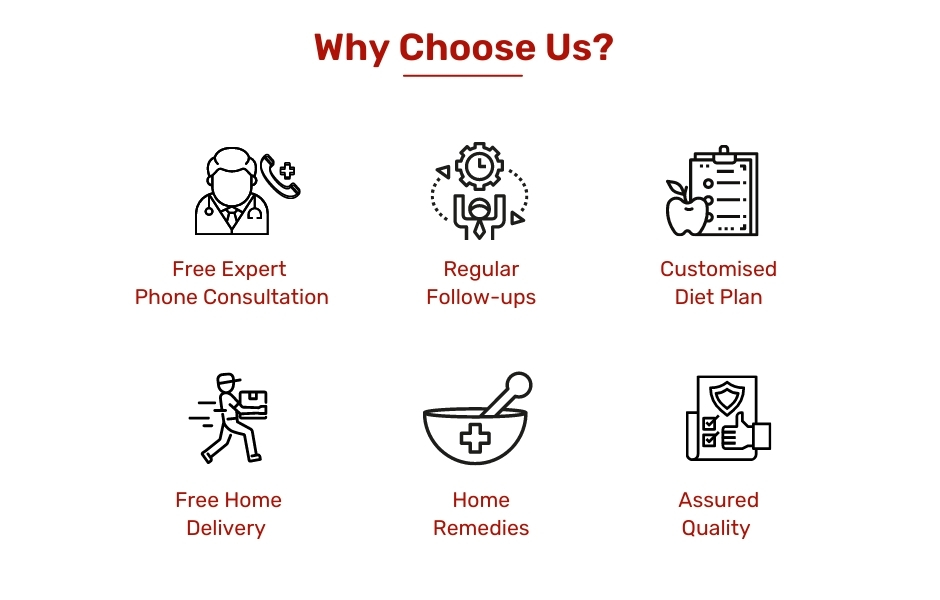 Why Choose Us?
Free Expert
Phone Consultation
Regular
Follow-ups
Customised
Diet Plan
Free Home
Delivery
Home
Remedies
Assured
Quality